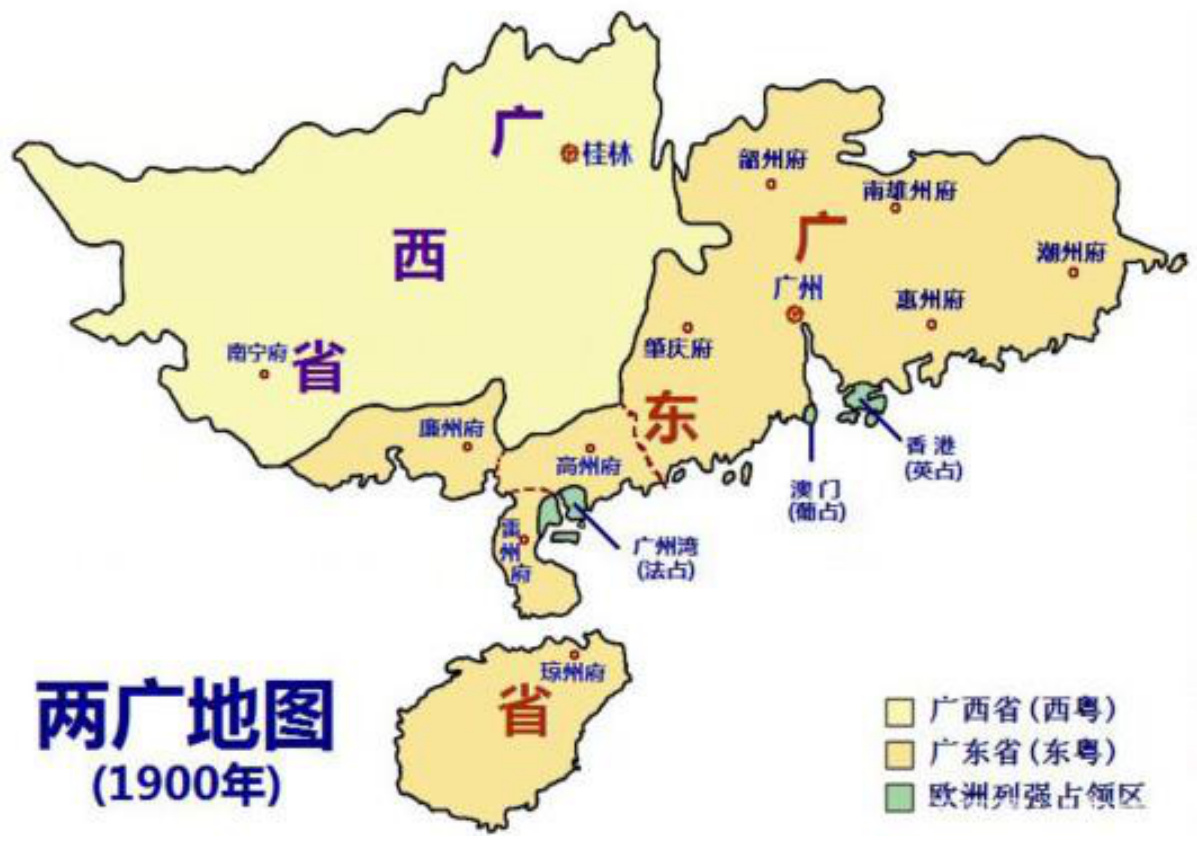 广
西
省
桂林
南宁府
韶州府
南雄州府
广
潮州府
广州
惠州府
肇庆府
东
廉州府
高州府
雷州府
香港
(英占)
澳门
(葡占)
广州湾
(法占)
琼州府
省
两广地图
(1900年)
广西省(西粤)
广东省(东粤)
欧洲列强占领区